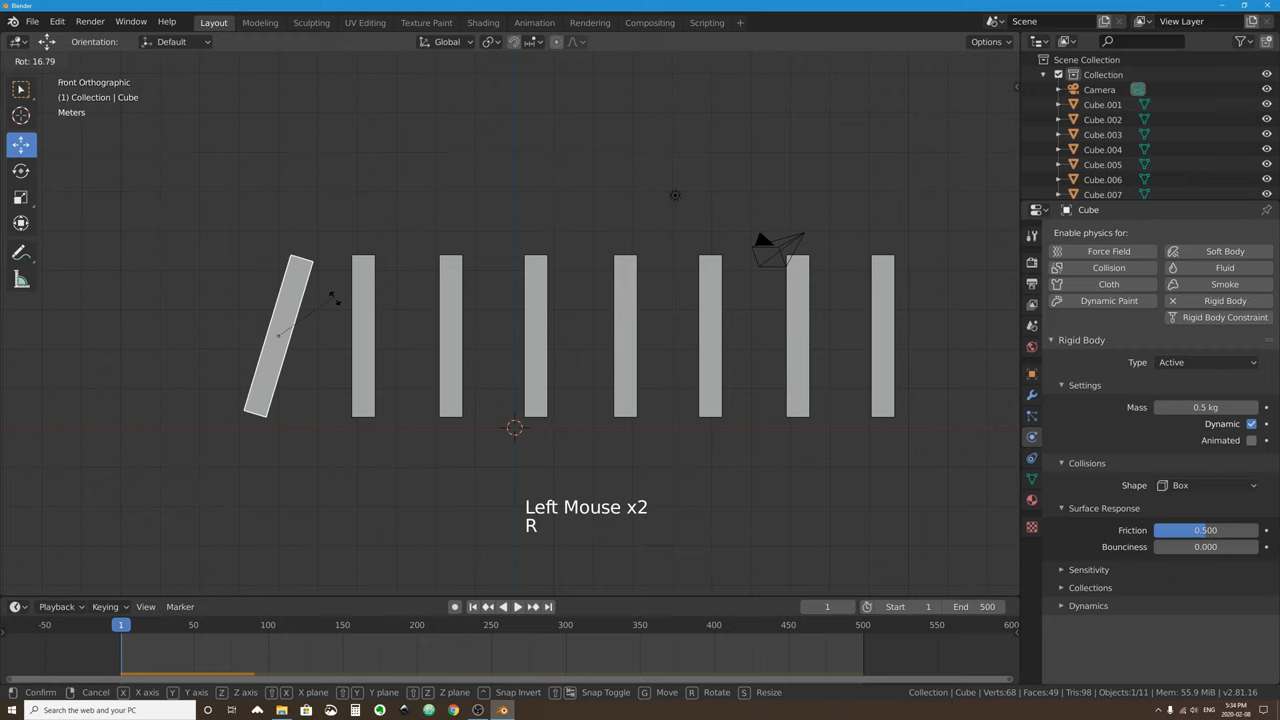 Blender
File Edit Render Window Help Layout Modeling Sculpting UV Editing Texture Paint Shading Animation Rendering Compositing Scripting + Scene View Layer
Orientation: Default Global Options
Rot: 16.79
Front Orthographic
(1) Collection | Cube
Meters
Scene Collection
Collection
Camera
Cube.001
Cube.002
Cube.003
Cube.004
Cube.005
Cube.006
Cube.007
Cube
Enable physics for:
Force Field Soft Body
Collision Fluid
Cloth Smoke
Dynamic Paint Rigid Body
Rigid Body Constraint
Rigid Body
Type Active
Settings
Mass 0.5 kg
Dynamic
Animated
Collisions
Shape Box
Surface Response
Friction 0.500
Bounciness 0.000
Sensitivity
Collections
Dynamics
Left Mouse x2
R
Playback Keying View Marker 1 Start 1 End 500
-50 1 50 100 150 200 250 300 350 400 450 500 550 600
Confirm Cancel X X axis Y Y axis Z Z axis X X plane Y Y plane Z Z plane Snap Invert Snap Toggle G Move R Rotate S Resize Collection | Cube | Verts:68 | Faces:49 | Tris:98 | Objects:1/11 | Mem: 55.9 MiB | v2.81.16
Search the web and your PC ENG 5:34 PM 2020-02-08